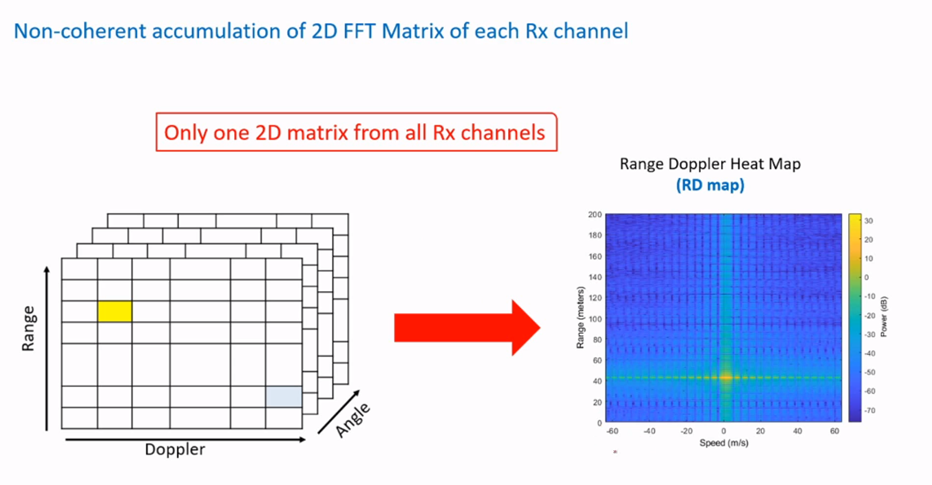 Non-coherent accumulation of 2D FFT Matrix of each Rx channel
Only one 2D matrix from all Rx channels
Range Doppler Heat Map
(RD map)
Range
Doppler
Angle
200
180
160
140
120
100
80
60
40
20
0
Range (meters)
-60
-40
-20
0
20
40
60
Speed (m/s)
30
20
10
0
-10
-20
-30
-40
-50
-60
-70
Power (dB)